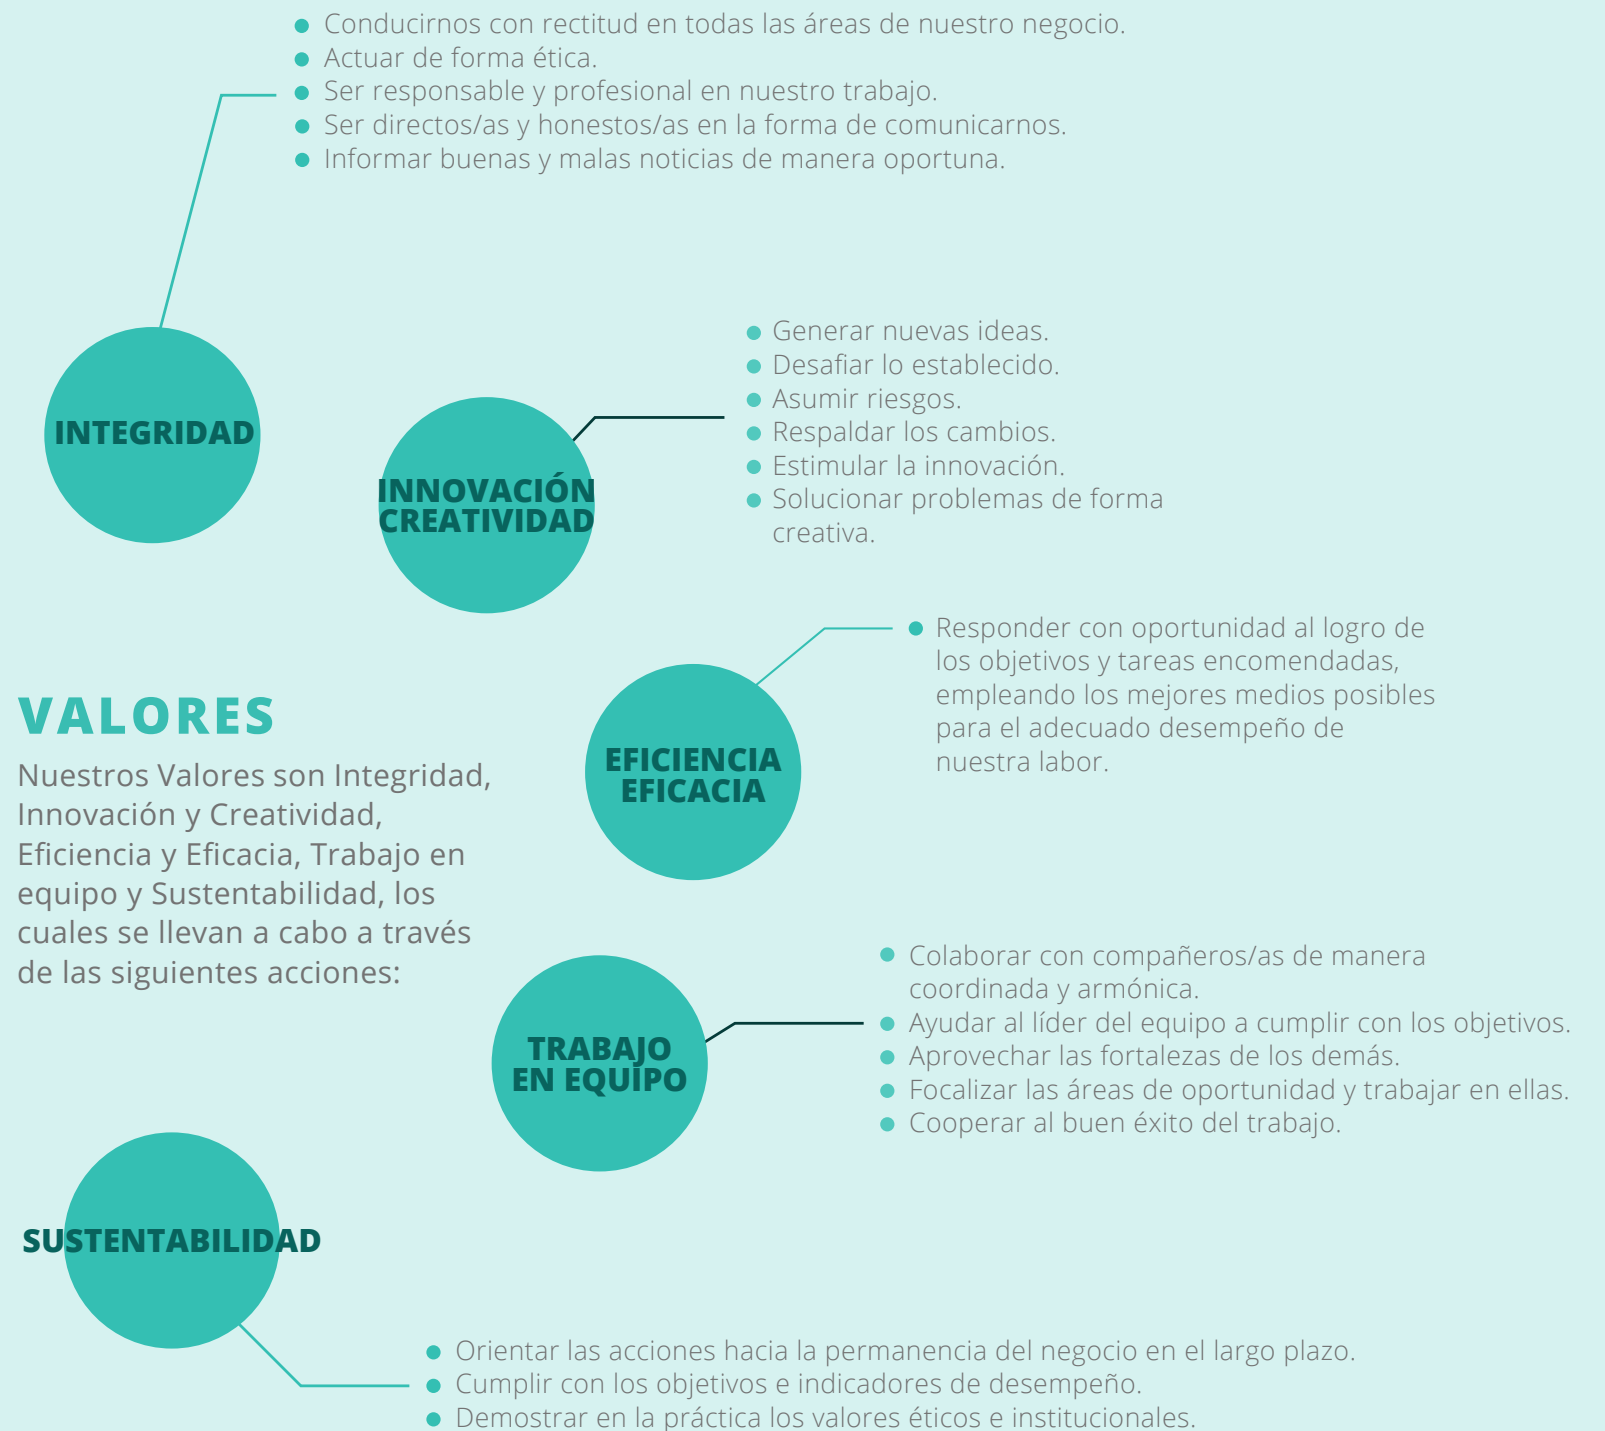 Conducirnos con rectitud en todas las áreas de nuestro negocio.
Actuar de forma ética.
Ser responsable y profesional en nuestro trabajo.
Ser directos/as y honestos/as en la forma de comunicarnos.
Informar buenas y malas noticias de manera oportuna.
INTEGRIDAD
INNOVACIÓN
CREATIVIDAD
Generar nuevas ideas.
Desafiar lo establecido.
Asumir riesgos.
Respaldar los cambios.
Estimular la innovación.
Solucionar problemas de forma
creativa.
VALORES
Nuestros Valores son Integridad,
Innovación y Creatividad,
Eficiencia y Eficacia, Trabajo en
equipo y Sustentabilidad, los
cuales se llevan a cabo a través
de las siguientes acciones:
EFICIENCIA
EFICACIA
Responder con oportunidad al logro de
los objetivos y tareas encomendadas,
empleando los mejores medios posibles
para el adecuado desempeño de
nuestra labor.
TRABAJO
EN EQUIPO
Colaborar con compañeros/as de manera
coordinada y armónica.
Ayudar al líder del equipo a cumplir con los objetivos.
Aprovechar las fortalezas de los demás.
Focalizar las áreas de oportunidad y trabajar en ellas.
Cooperar al buen éxito del trabajo.
SUSTENTABILIDAD
Orientar las acciones hacia la permanencia del negocio en el largo plazo.
Cumplir con los objetivos e indicadores de desempeño.
Demostrar en la práctica los valores éticos e institucionales.